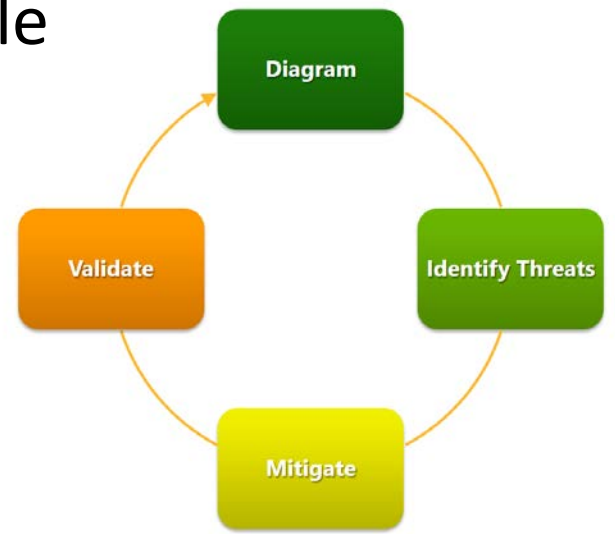 le
Diagram
Identify Threats
Mitigate
Validate